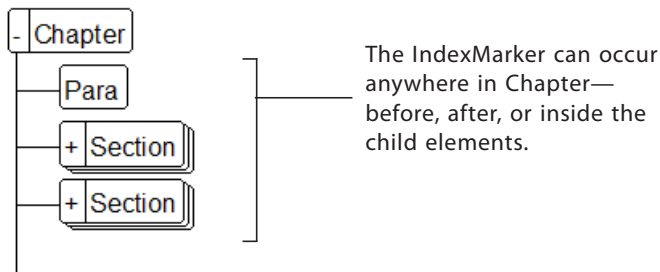 - Chapter
Para
+ Section
+ Section
The IndexMarker can occur
anywhere in Chapter—
before, after, or inside the
child elements.